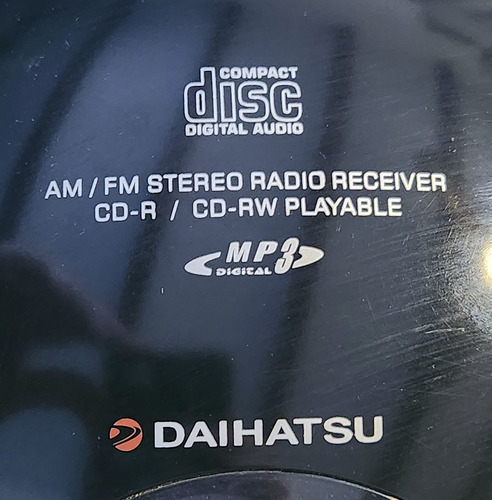 COMPACT
disc
DIGITAL AUDIO
AM / FM STEREO RADIO RECEIVER
CD-R / CD-RW PLAYABLE
MP3
DIGITAL
DAIHATSU